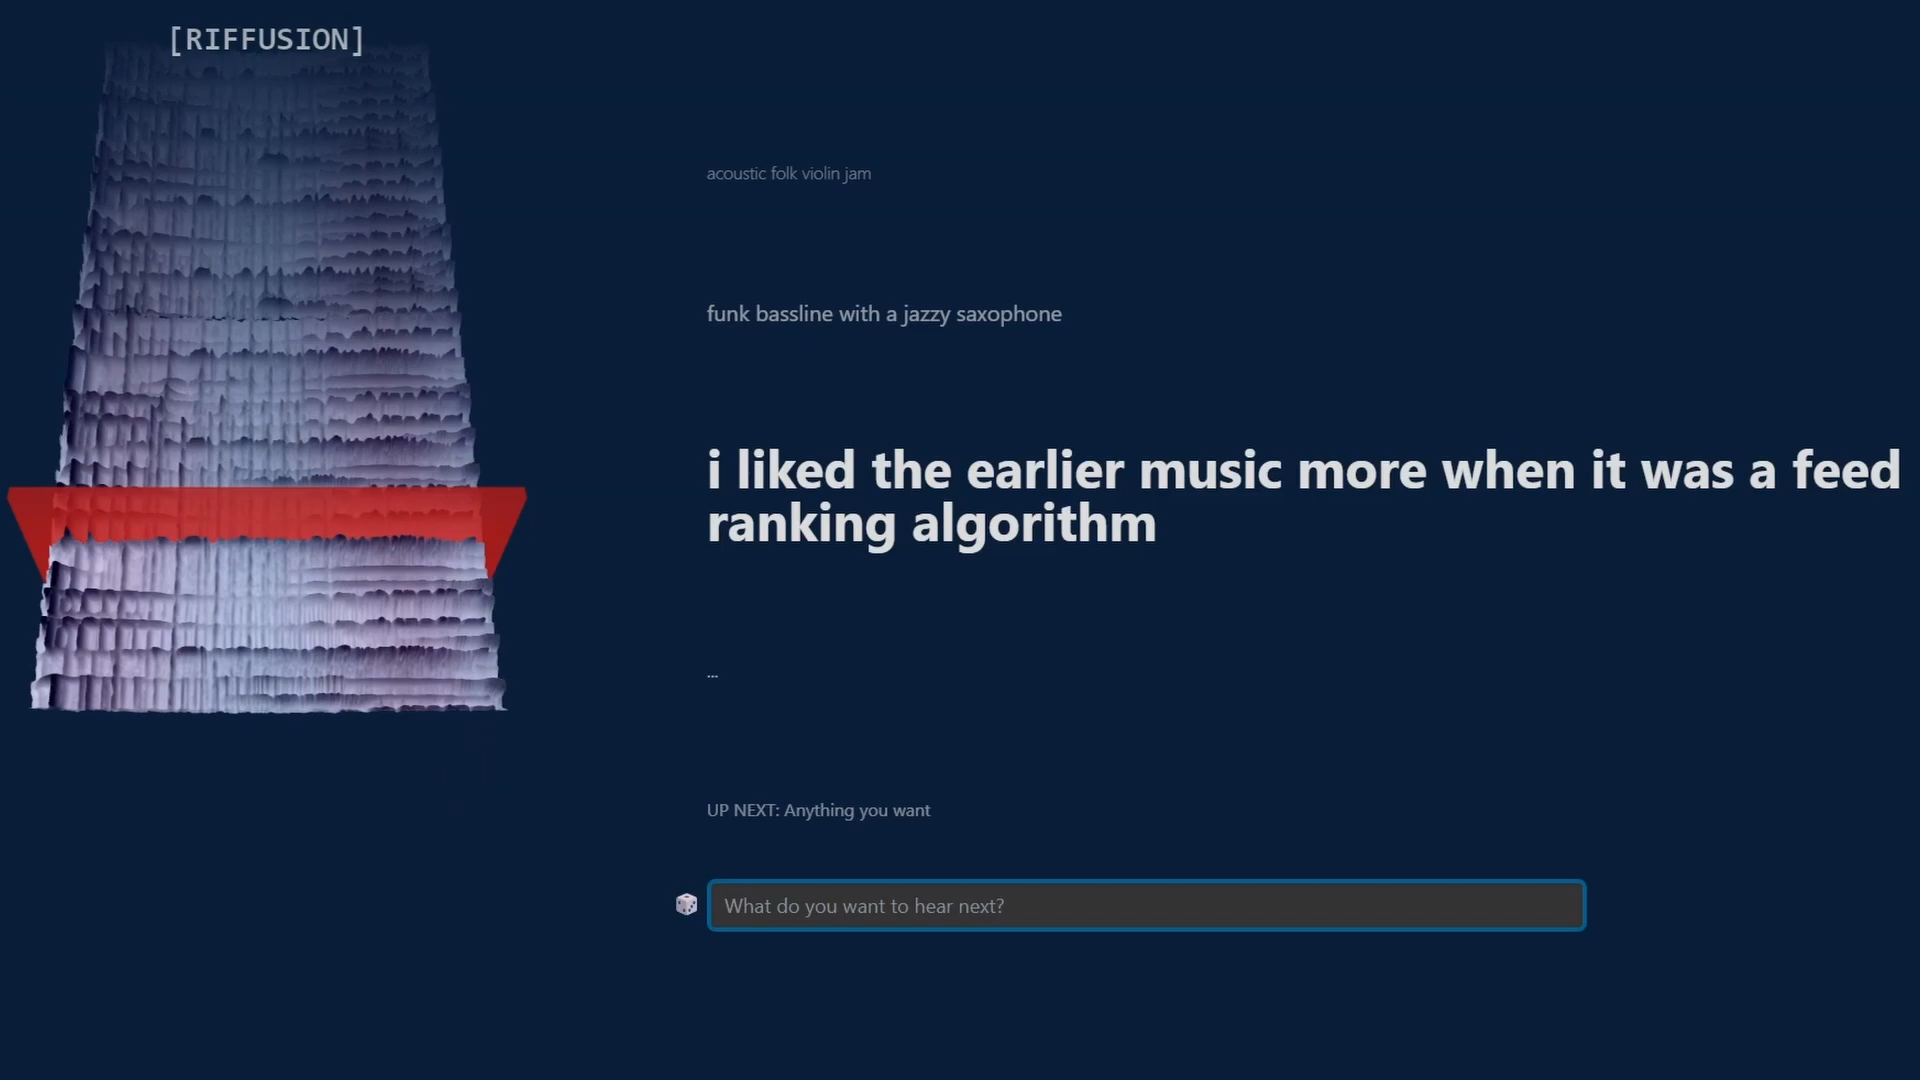 [RIFFUSION]
acoustic folk violin jam
funk bassline with a jazzy saxophone
i liked the earlier music more when it was a feed
ranking algorithm
...
UP NEXT: Anything you want
What do you want to hear next?